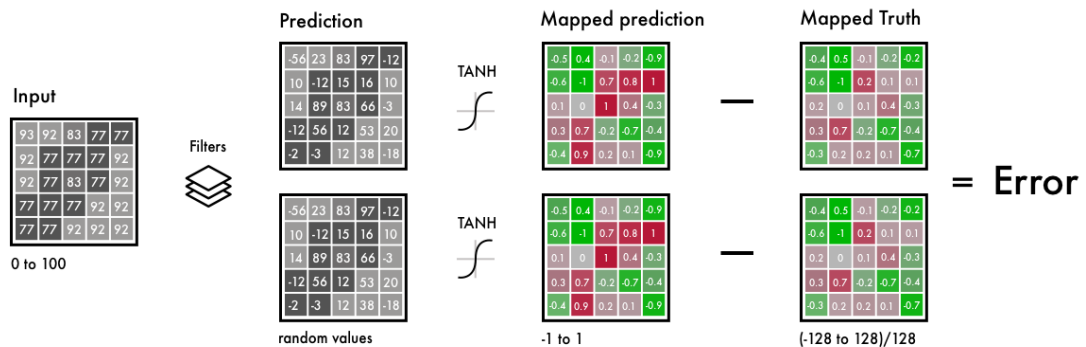 Prediction
Mapped prediction
Mapped Truth
-56 23 83 97 -12
10 -12 15 16 10
14 89 83 66 -3
-12 56 12 53 20
-2 -3 12 38 -18
TANH
-0.5 0.4 -0.1 -0.2 -0.9
-0.6 -1 0.7 0.8 1
0.1 0 1 0.4 -0.3
0.3 0.7 -0.2 -0.7 -0.4
-0.4 0.9 0.2 0.1 -0.9
—
-0.4 0.5 -0.1 -0.2 -0.2
-0.6 -1 0.2 0.1 0.1
0.2 0 0.1 0.4 -0.3
0.3 0.7 -0.2 -0.7 -0.4
-0.3 0.2 0.2 0.1 -0.7
Input
93 92 83 77 77
92 77 77 77 92
92 77 83 77 92
77 77 77 92 92
77 77 92 92 92
0 to 100
Filters
= Error
-56 23 83 97 -12
10 -12 15 16 10
14 89 83 66 -3
-12 56 12 53 20
-2 -3 12 38 -18
random values
TANH
-0.5 0.4 -0.1 -0.2 -0.9
-0.6 -1 0.7 0.8 1
0.1 0 1 0.4 -0.3
0.3 0.7 -0.2 -0.7 -0.4
-0.4 0.9 0.2 0.1 -0.9
-1 to 1
—
-0.4 0.5 -0.1 -0.2 -0.2
-0.6 -1 0.2 0.1 0.1
0.2 0 0.1 0.4 -0.3
0.3 0.7 -0.2 -0.7 -0.4
-0.3 0.2 0.2 0.1 -0.7
(-128 to 128)/128